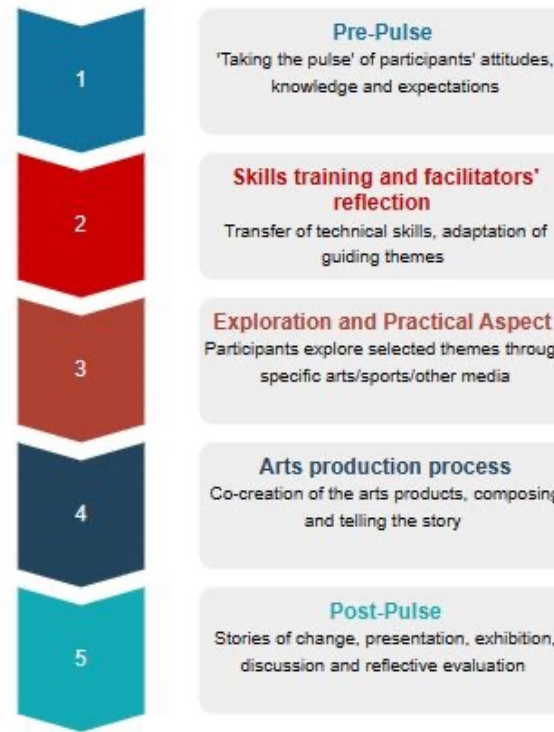 1
Pre-Pulse
'Taking the pulse' of participants' attitudes,
knowledge and expectations
2
Skills training and facilitators'
reflection
Transfer of technical skills, adaptation of
guiding themes
3
Exploration and Practical Aspect
Participants explore selected themes throug
specific arts/sports/other media
4
Arts production process
Co-creation of the arts products, composing
and telling the story
5
Post-Pulse
Stories of change, presentation, exhibition,
discussion and reflective evaluation